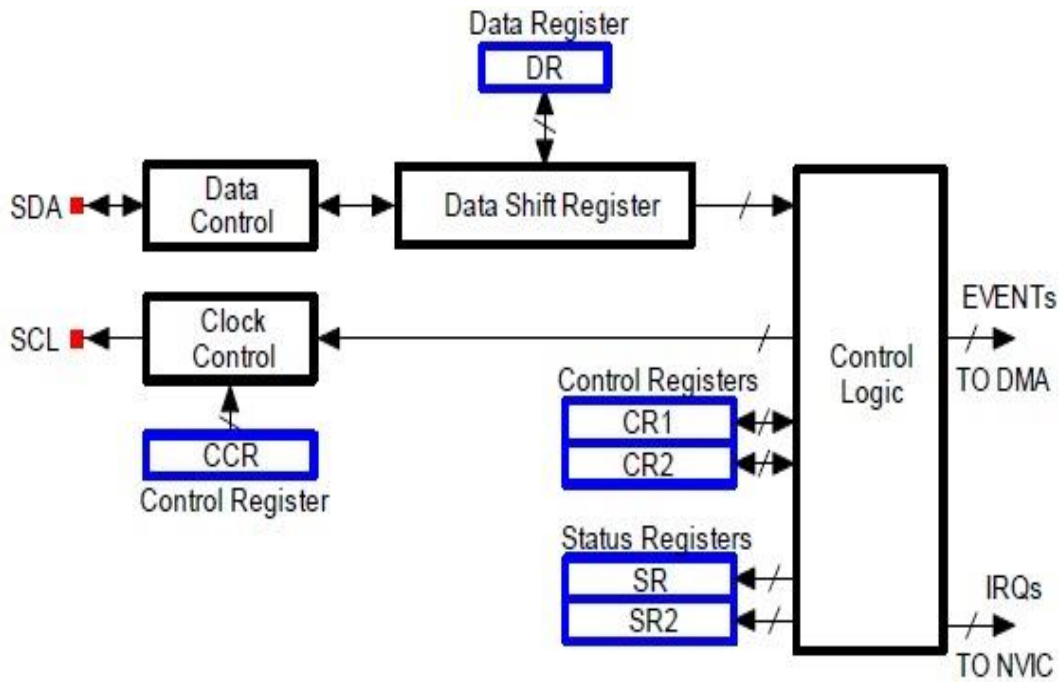 Data Register
DR
SDA
Data
Control
Data Shift Register
SCL
Clock
Control
EVENTs
Control
Logic
TO DMA
Control Registers
CR1
CR2
CCR
Control Register
Status Registers
SR
SR2
IRQs
TO NVIC